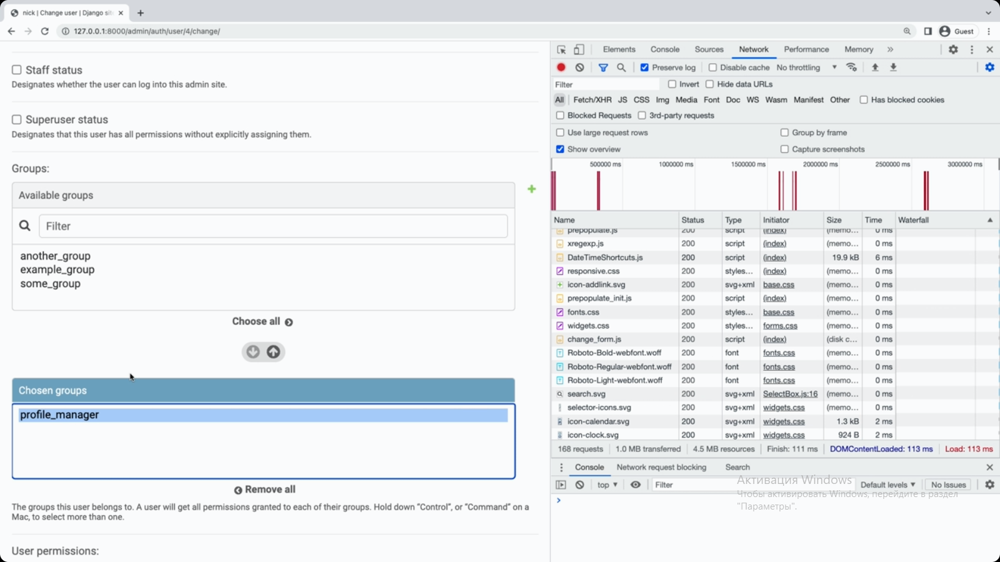 nick | Change user | Django sit
127.0.0.1:8000/admin/auth/user/4/change/
Guest
Staff status
Designates whether the user can log into this admin site.
Superuser status
Designates that this user has all permissions without explicitly assigning them.
Groups:
Available groups
Filter
another_group
example_group
some_group
Choose all
Chosen groups
profile_manager
Remove all
The groups this user belongs to. A user will get all permissions granted to each of their groups. Hold down “Control”, or “Command” on a
Mac, to select more than one.
User permissions:
Elements Console Sources Network Performance Memory
Preserve log Disable cache No throttling
Filter Invert Hide data URLs
All Fetch/XHR JS CSS Img Media Font Doc WS Wasm Manifest Other Has blocked cookies
Blocked Requests 3rd-party requests
Use large request rows Group by frame
Show overview Capture screenshots
500000 ms 1000000 ms 1500000 ms 2000000 ms 2500000 ms 3000000 ms
Name Status Type Initiator Size Time Waterfall
prepopulate.js 200 script (index) (memo... 0 ms
xregexp.js 200 script (index) (memo... 0 ms
DateTimeShortcuts.js 200 script (index) 19.9 kB 6 ms
responsive.css 200 styles... (index) (memo... 0 ms
icon-addlink.svg 200 svg+xml base.css (memo... 0 ms
prepopulate_init.js 200 script (index) (memo... 0 ms
fonts.css 200 styles... base.css (memo... 0 ms
widgets.css 200 styles... forms.css (memo... 0 ms
change_form.js 200 script (index) (disk c... 0 ms
Roboto-Bold-webfont.woff 200 font fonts.css (memo... 0 ms
Roboto-Regular-webfont.woff 200 font fonts.css (memo... 0 ms
Roboto-Light-webfont.woff 200 font fonts.css (memo... 0 ms
search.svg 200 svg+xml SelectBox.js:16 (memo... 0 ms
selector-icons.svg 200 svg+xml widgets.css (memo... 0 ms
icon-calendar.svg 200 svg+xml widgets.css 1.3 kB 2 ms
icon-clock.svg 200 svg+xml widgets.css 924 B 2 ms
168 requests 1.0 MB transferred 4.5 MB resources Finish: 111 ms DOMContentLoaded: 113 ms Load: 113 ms
Console Network request blocking Search
top Filter Default levels No Issues
Активация Windows
Чтобы активировать Windows, перейдите в раздел
"Параметры".